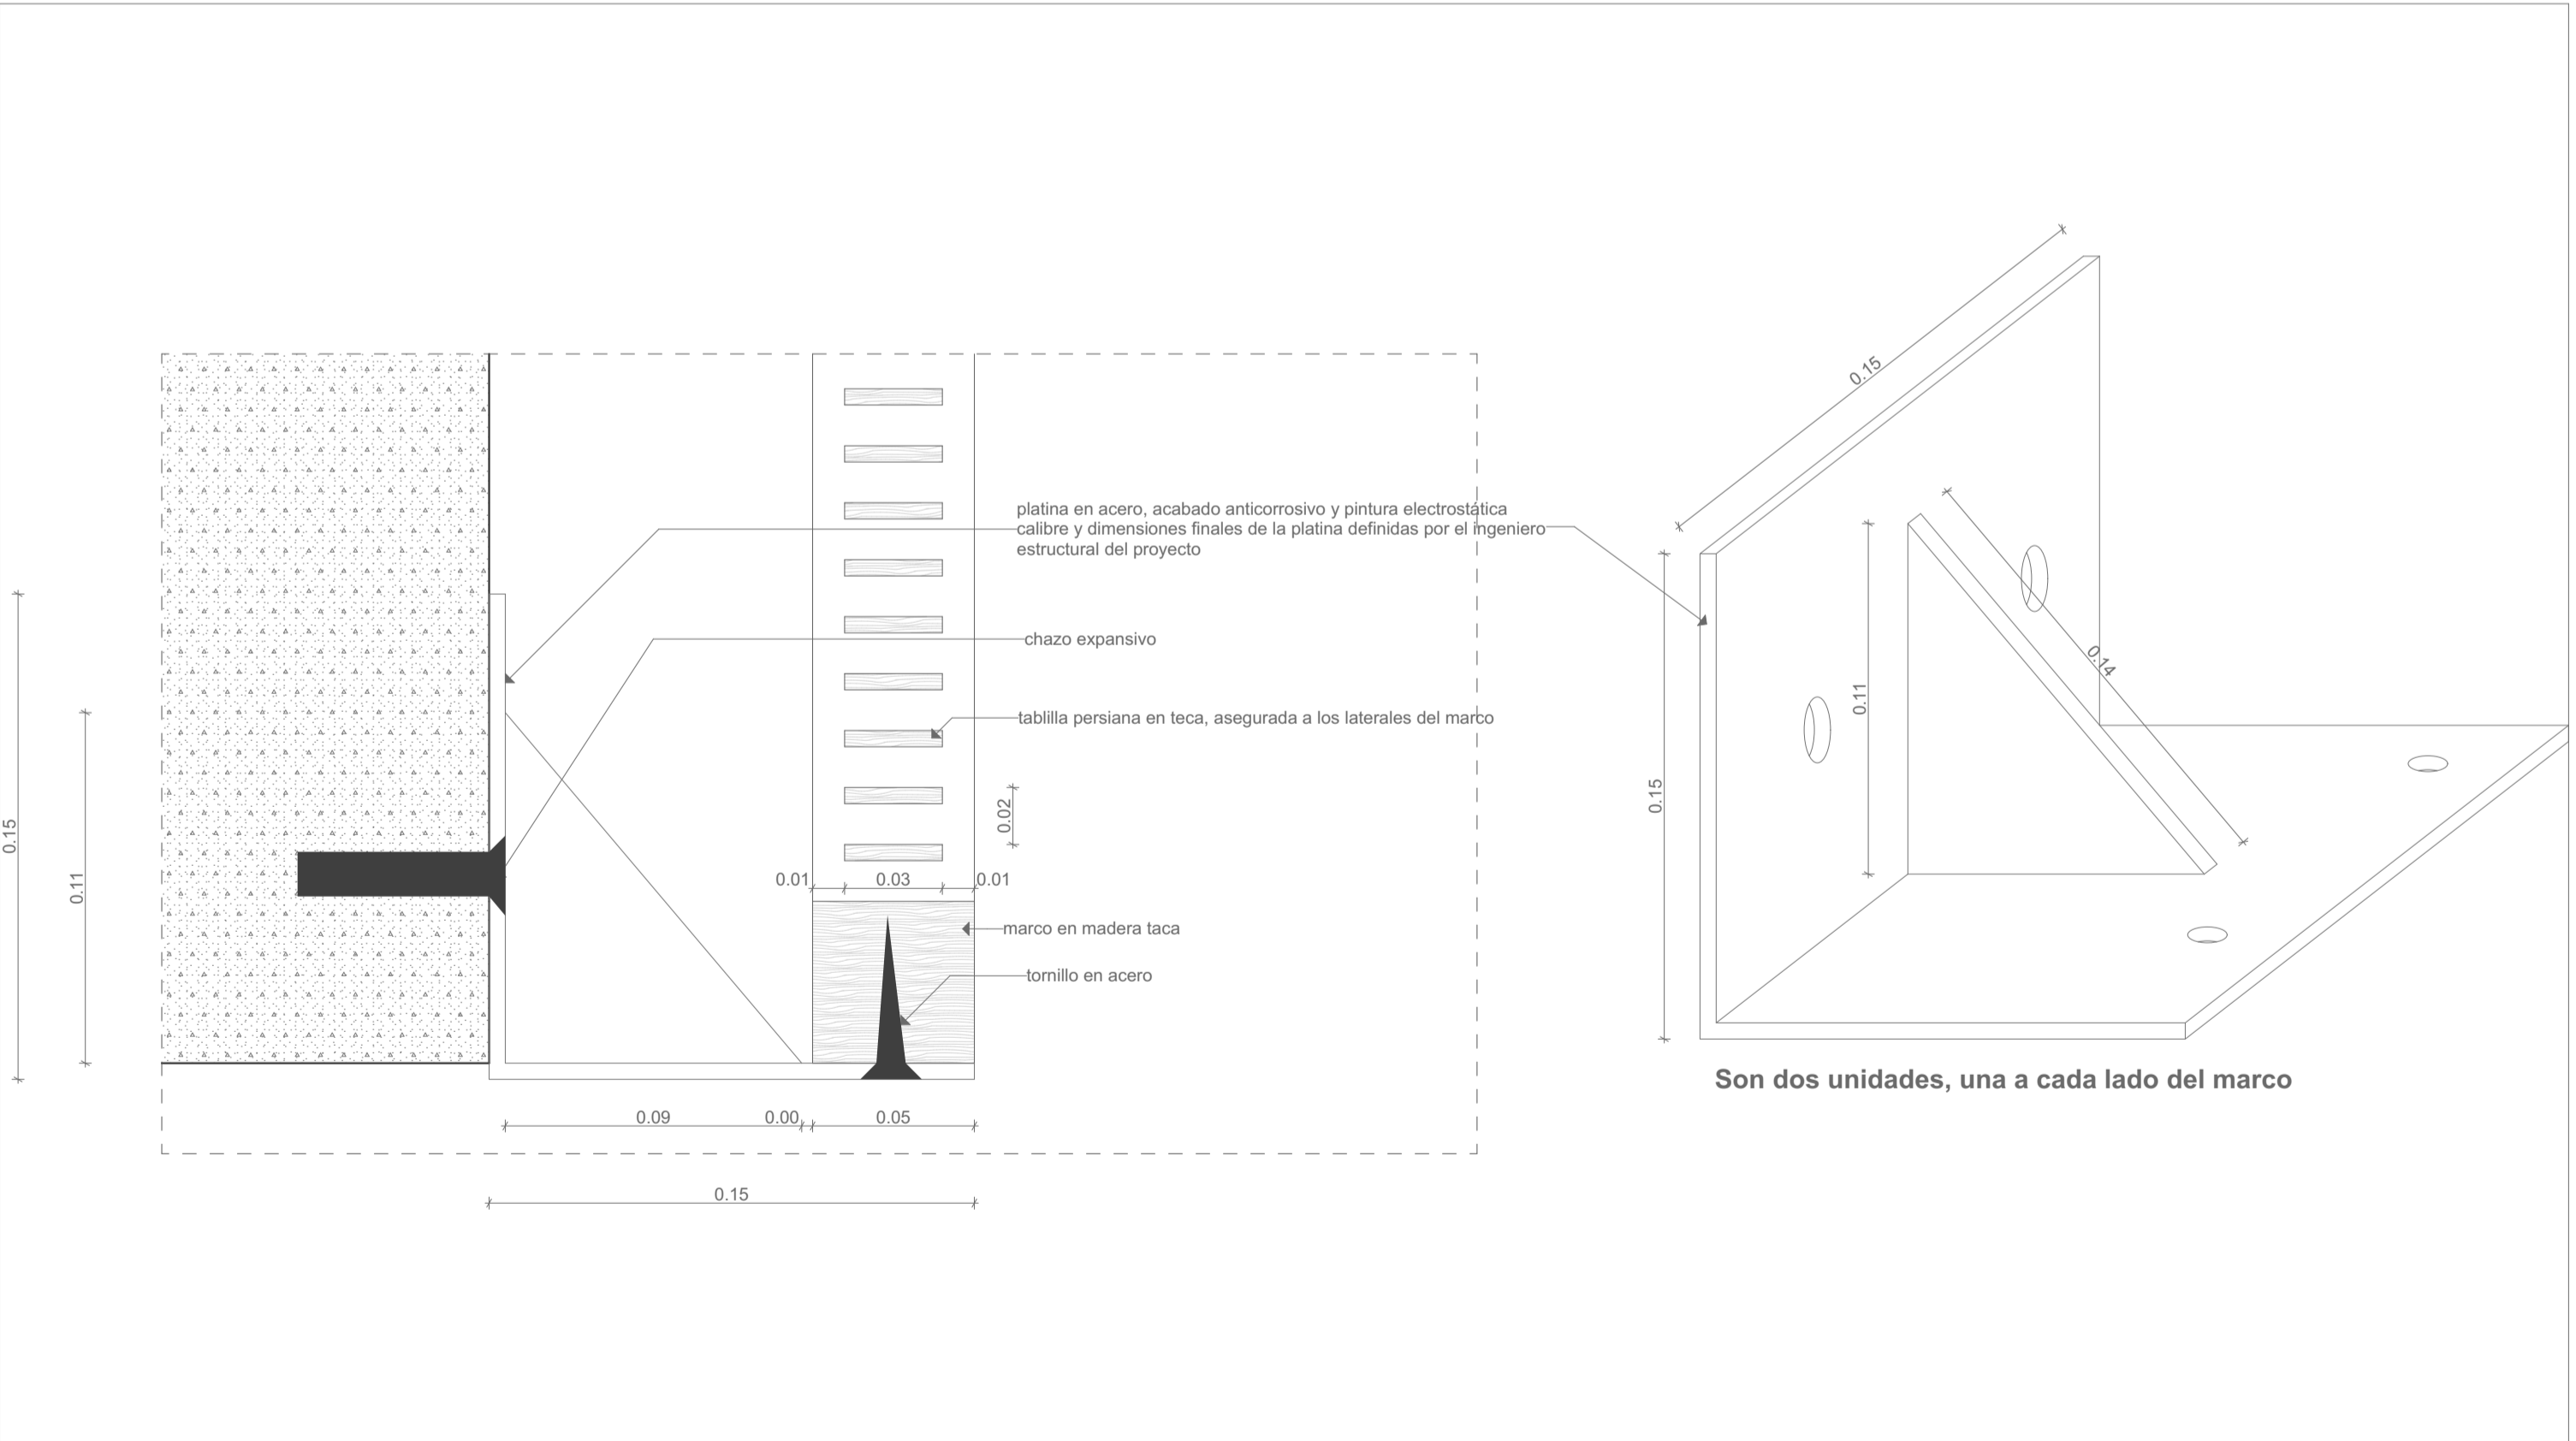 0.15
platina en acero, acabado anticorrosivo y pintura electrostática
calibre y dimensiones finales de la platina definidas por el ingeniero
estructural del proyecto
chazo expansivo
0.14
0.11
tablilla persiana en teca, asegurada a los laterales del marco
0.15
0.02
0.15
0.11
0.01
0.03
0.01
marco en madera taca
tornillo en acero
Son dos unidades, una a cada lado del marco
0.09
0.00
0.05
0.15